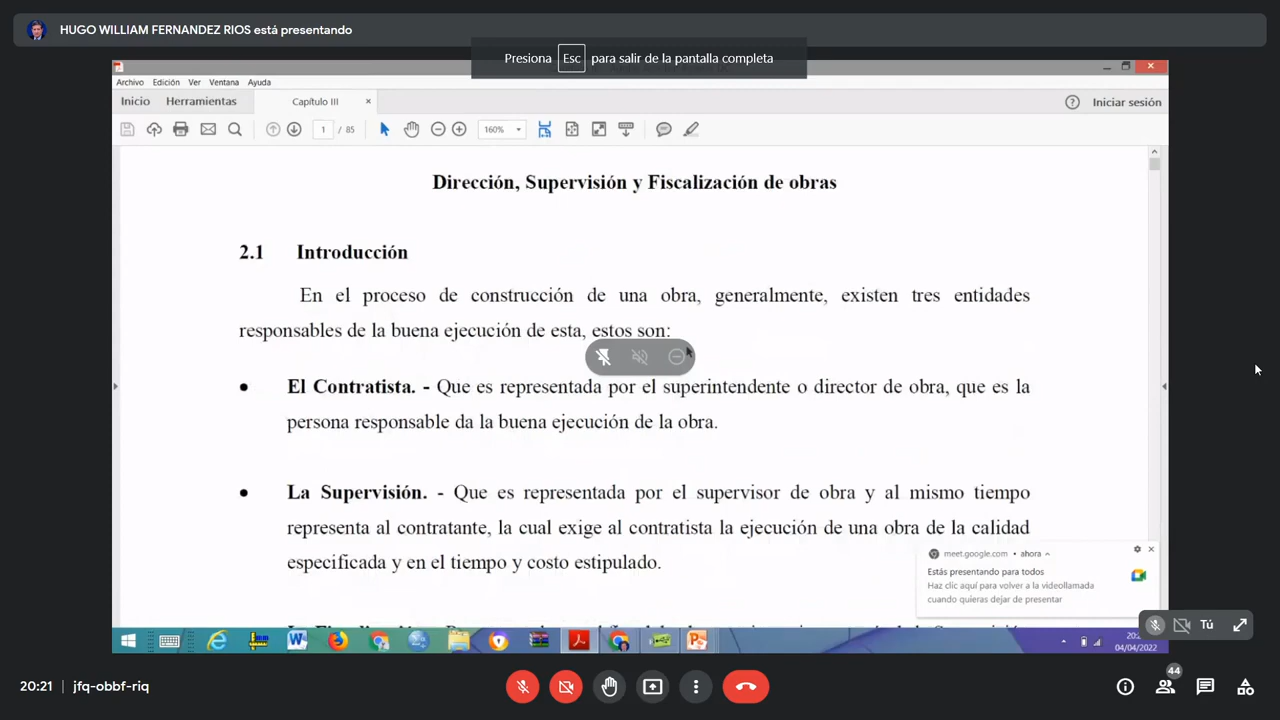 HUGO WILLIAM FERNANDEZ RIOS está presentando
Presiona Esc para salir de la pantalla completa
Archivo Edición Ver Ventana Ayuda
Inicio Herramientas Capítulo III × ? Iniciar sesión
1 / 85 160%
Dirección, Supervisión y Fiscalización de obras
2.1 Introducción
En el proceso de construcción de una obra, generalmente, existen tres entidades
responsables de la buena ejecución de esta, estos son:
• El Contratista. - Que es representada por el superintendente o director de obra, que es la
persona responsable da la buena ejecución de la obra.
• La Supervisión. - Que es representada por el supervisor de obra y al mismo tiempo
representa al contratante, la cual exige al contratista la ejecución de una obra de la calidad
especificada y en el tiempo y costo estipulado.
meet.google.com • ahora
Estás presentando para todos
Haz clic aquí para volver a la videollamada
cuando quieras dejar de presentar
Tú
04/04/2022
20:21 | jfq-obbf-riq
44